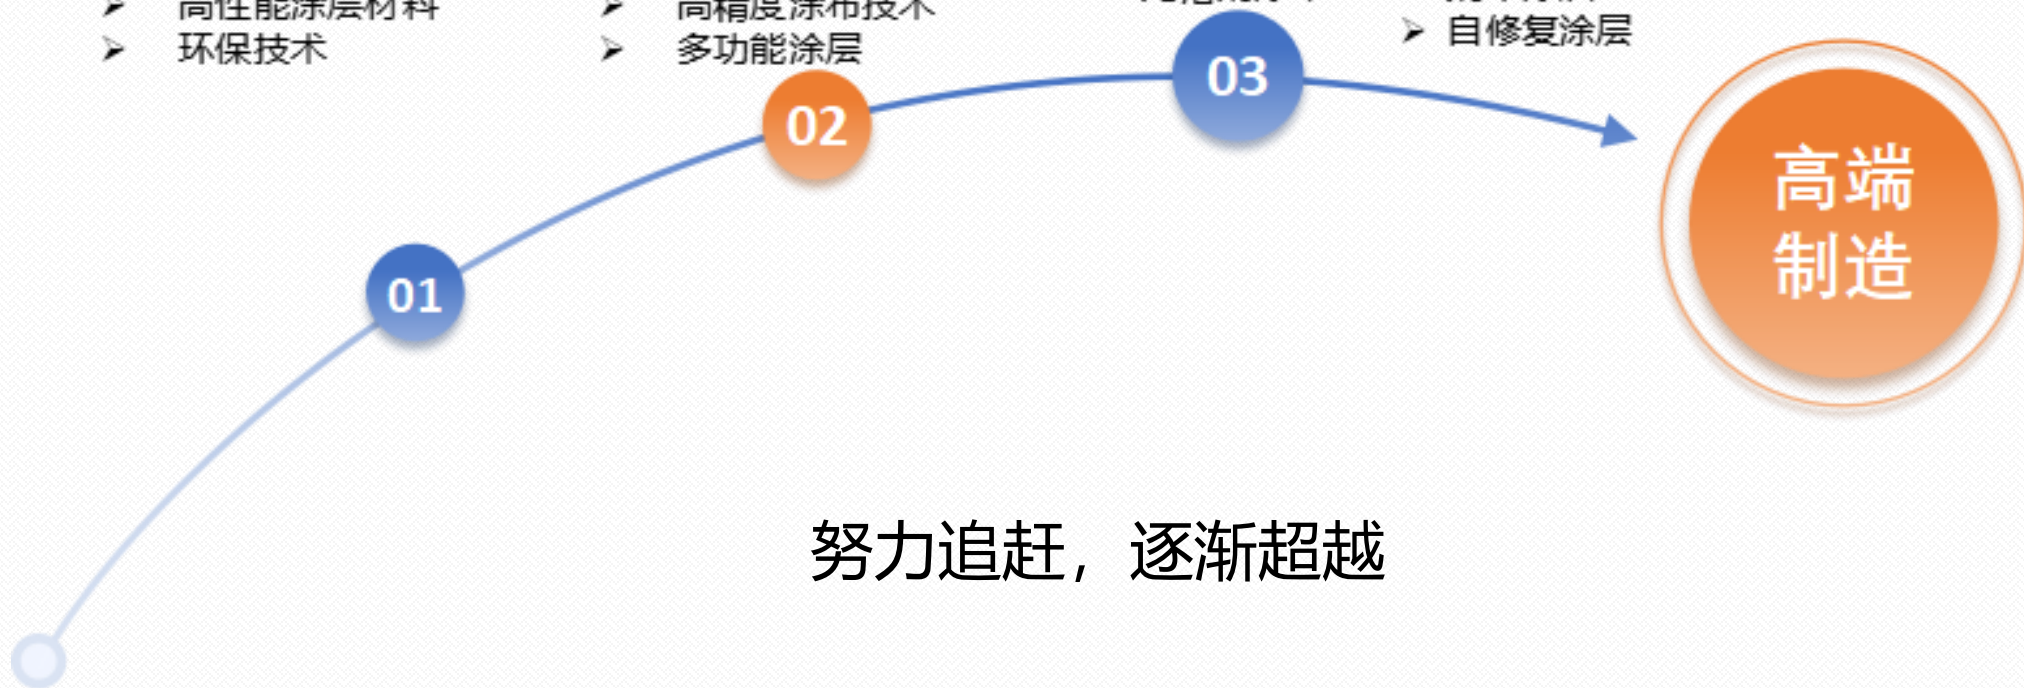 高性能涂层材料
环保技术
高精度涂布技术
多功能涂层
自修复涂层
01
02
03
高端
制造
努力追赶，逐渐超越